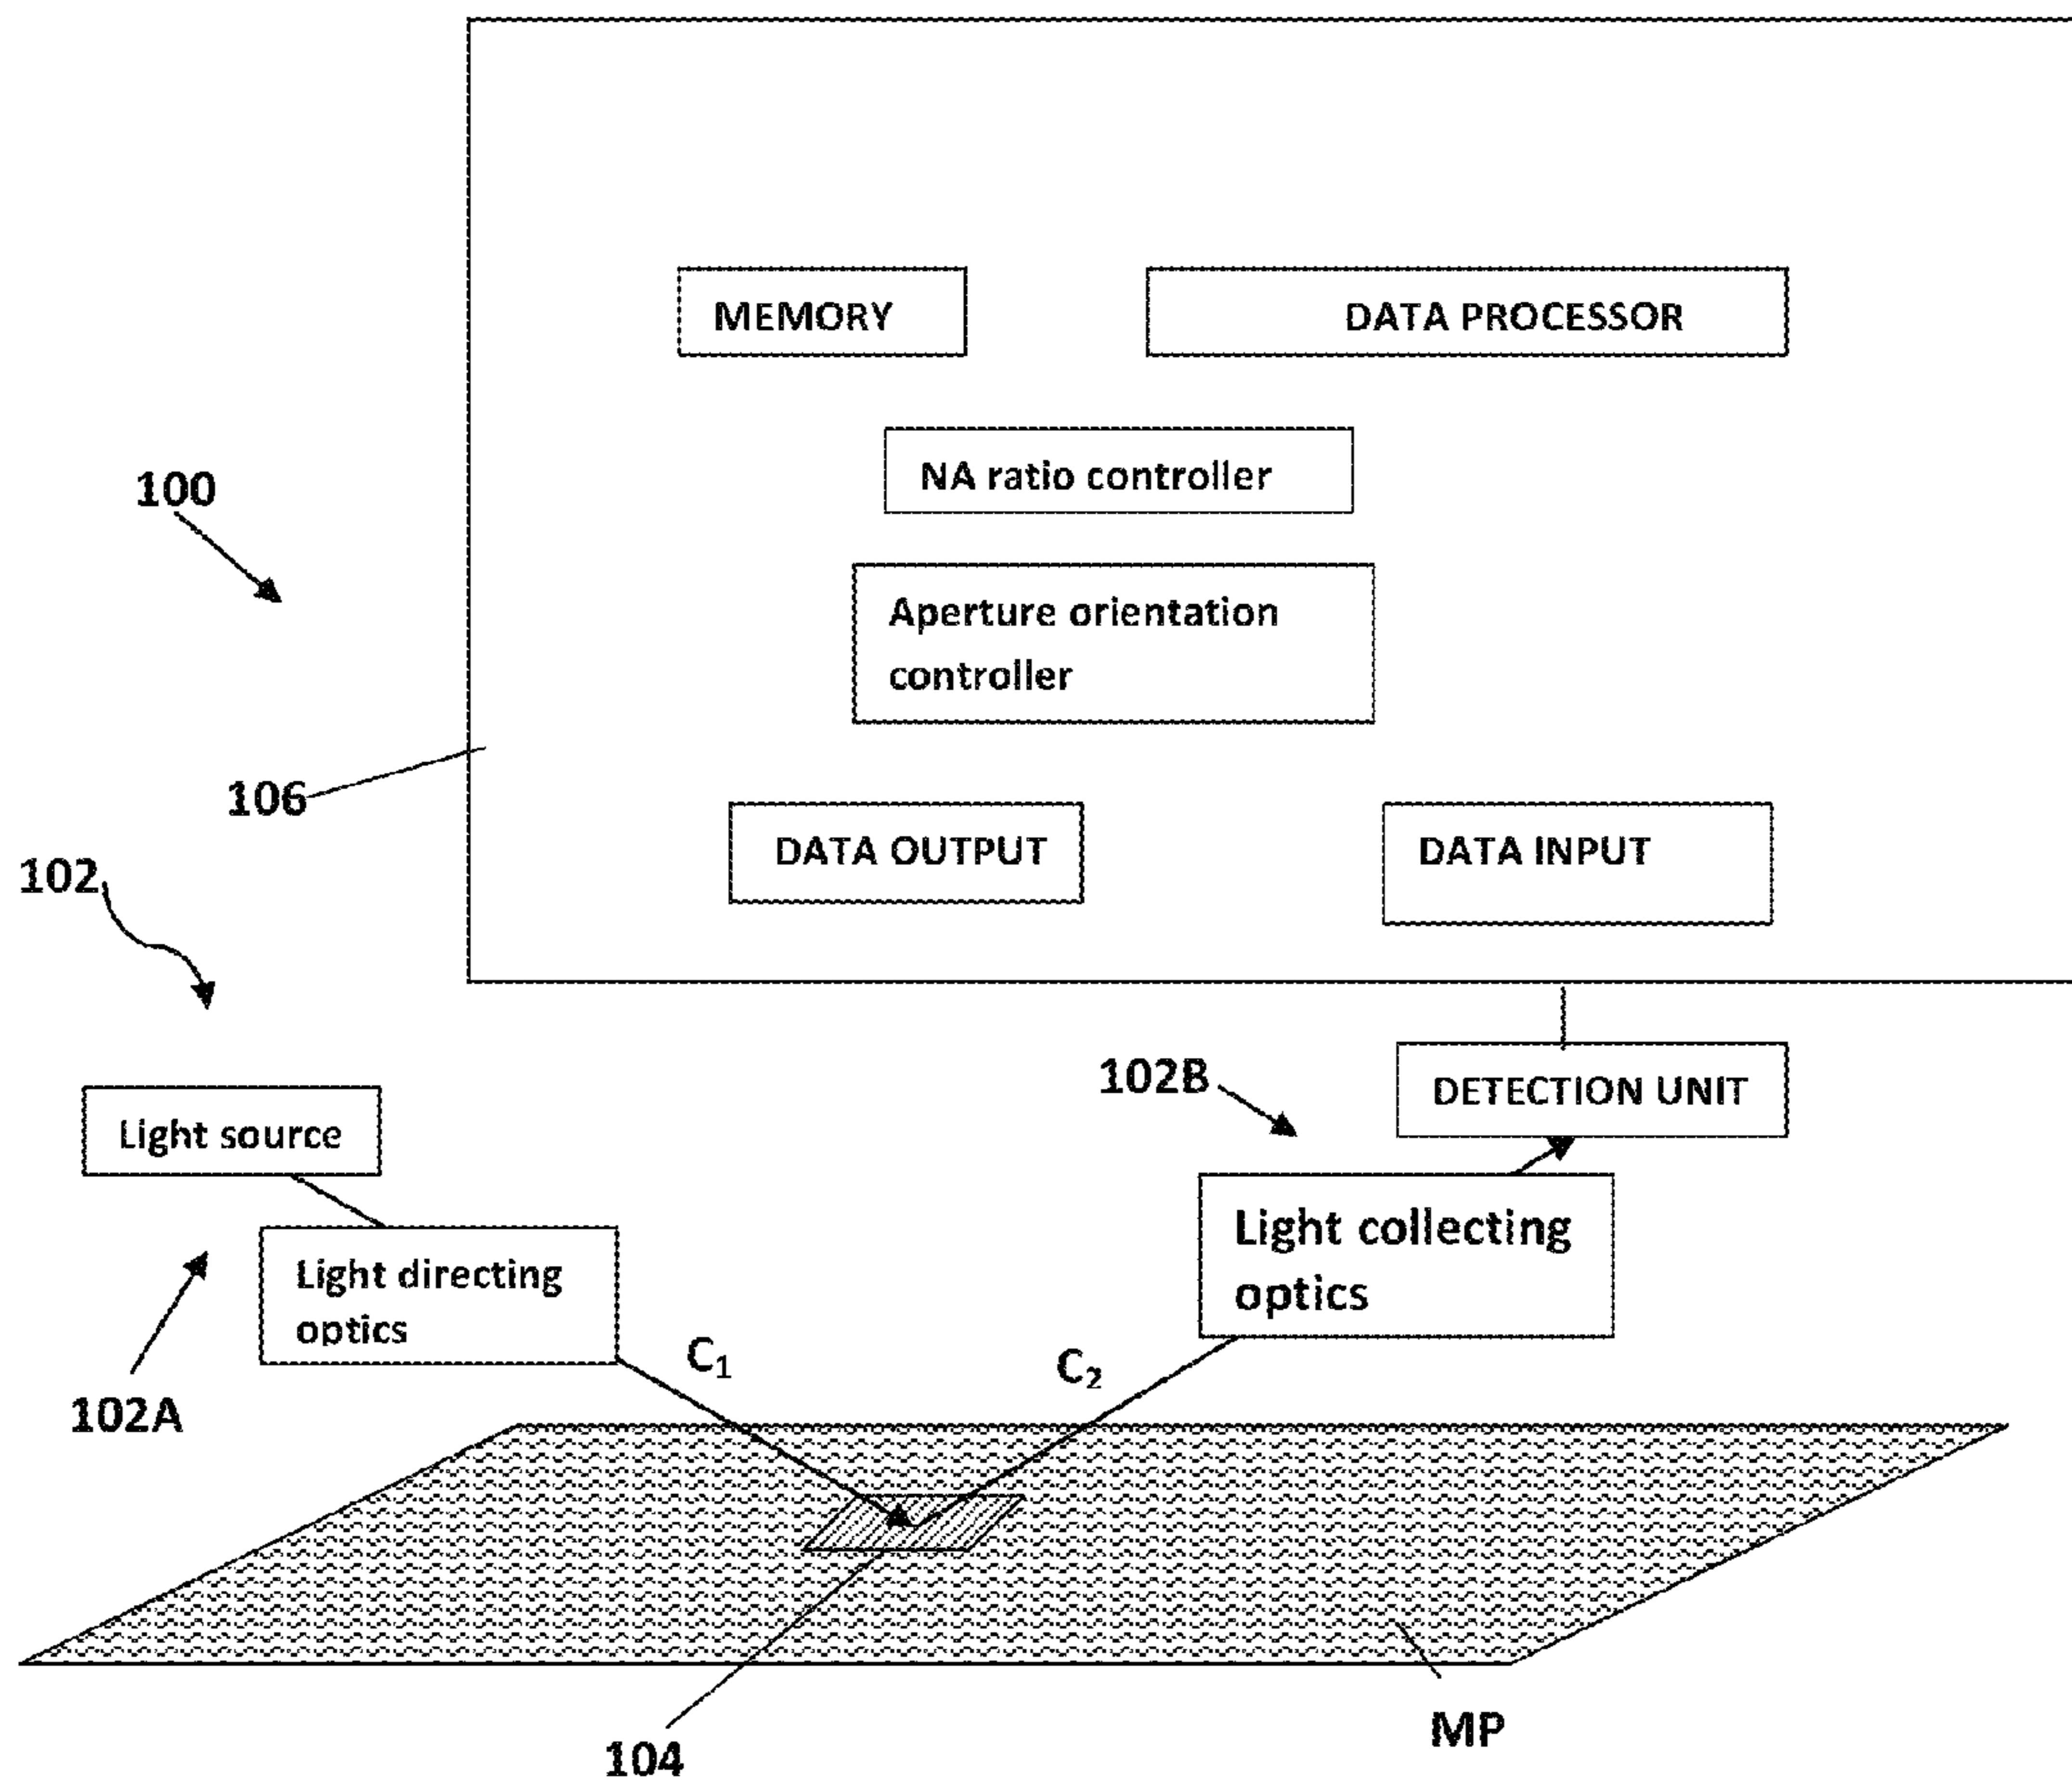 MEMORY
DATA PROCESSOR
NA ratio controller
100
Aperture orientation
controller
106
DATA OUTPUT
DATA INPUT
102
102B
DETECTION UNIT
Light source
Light collecting
optics
Light directing
optics
C₁
C₂
102A
MP
104